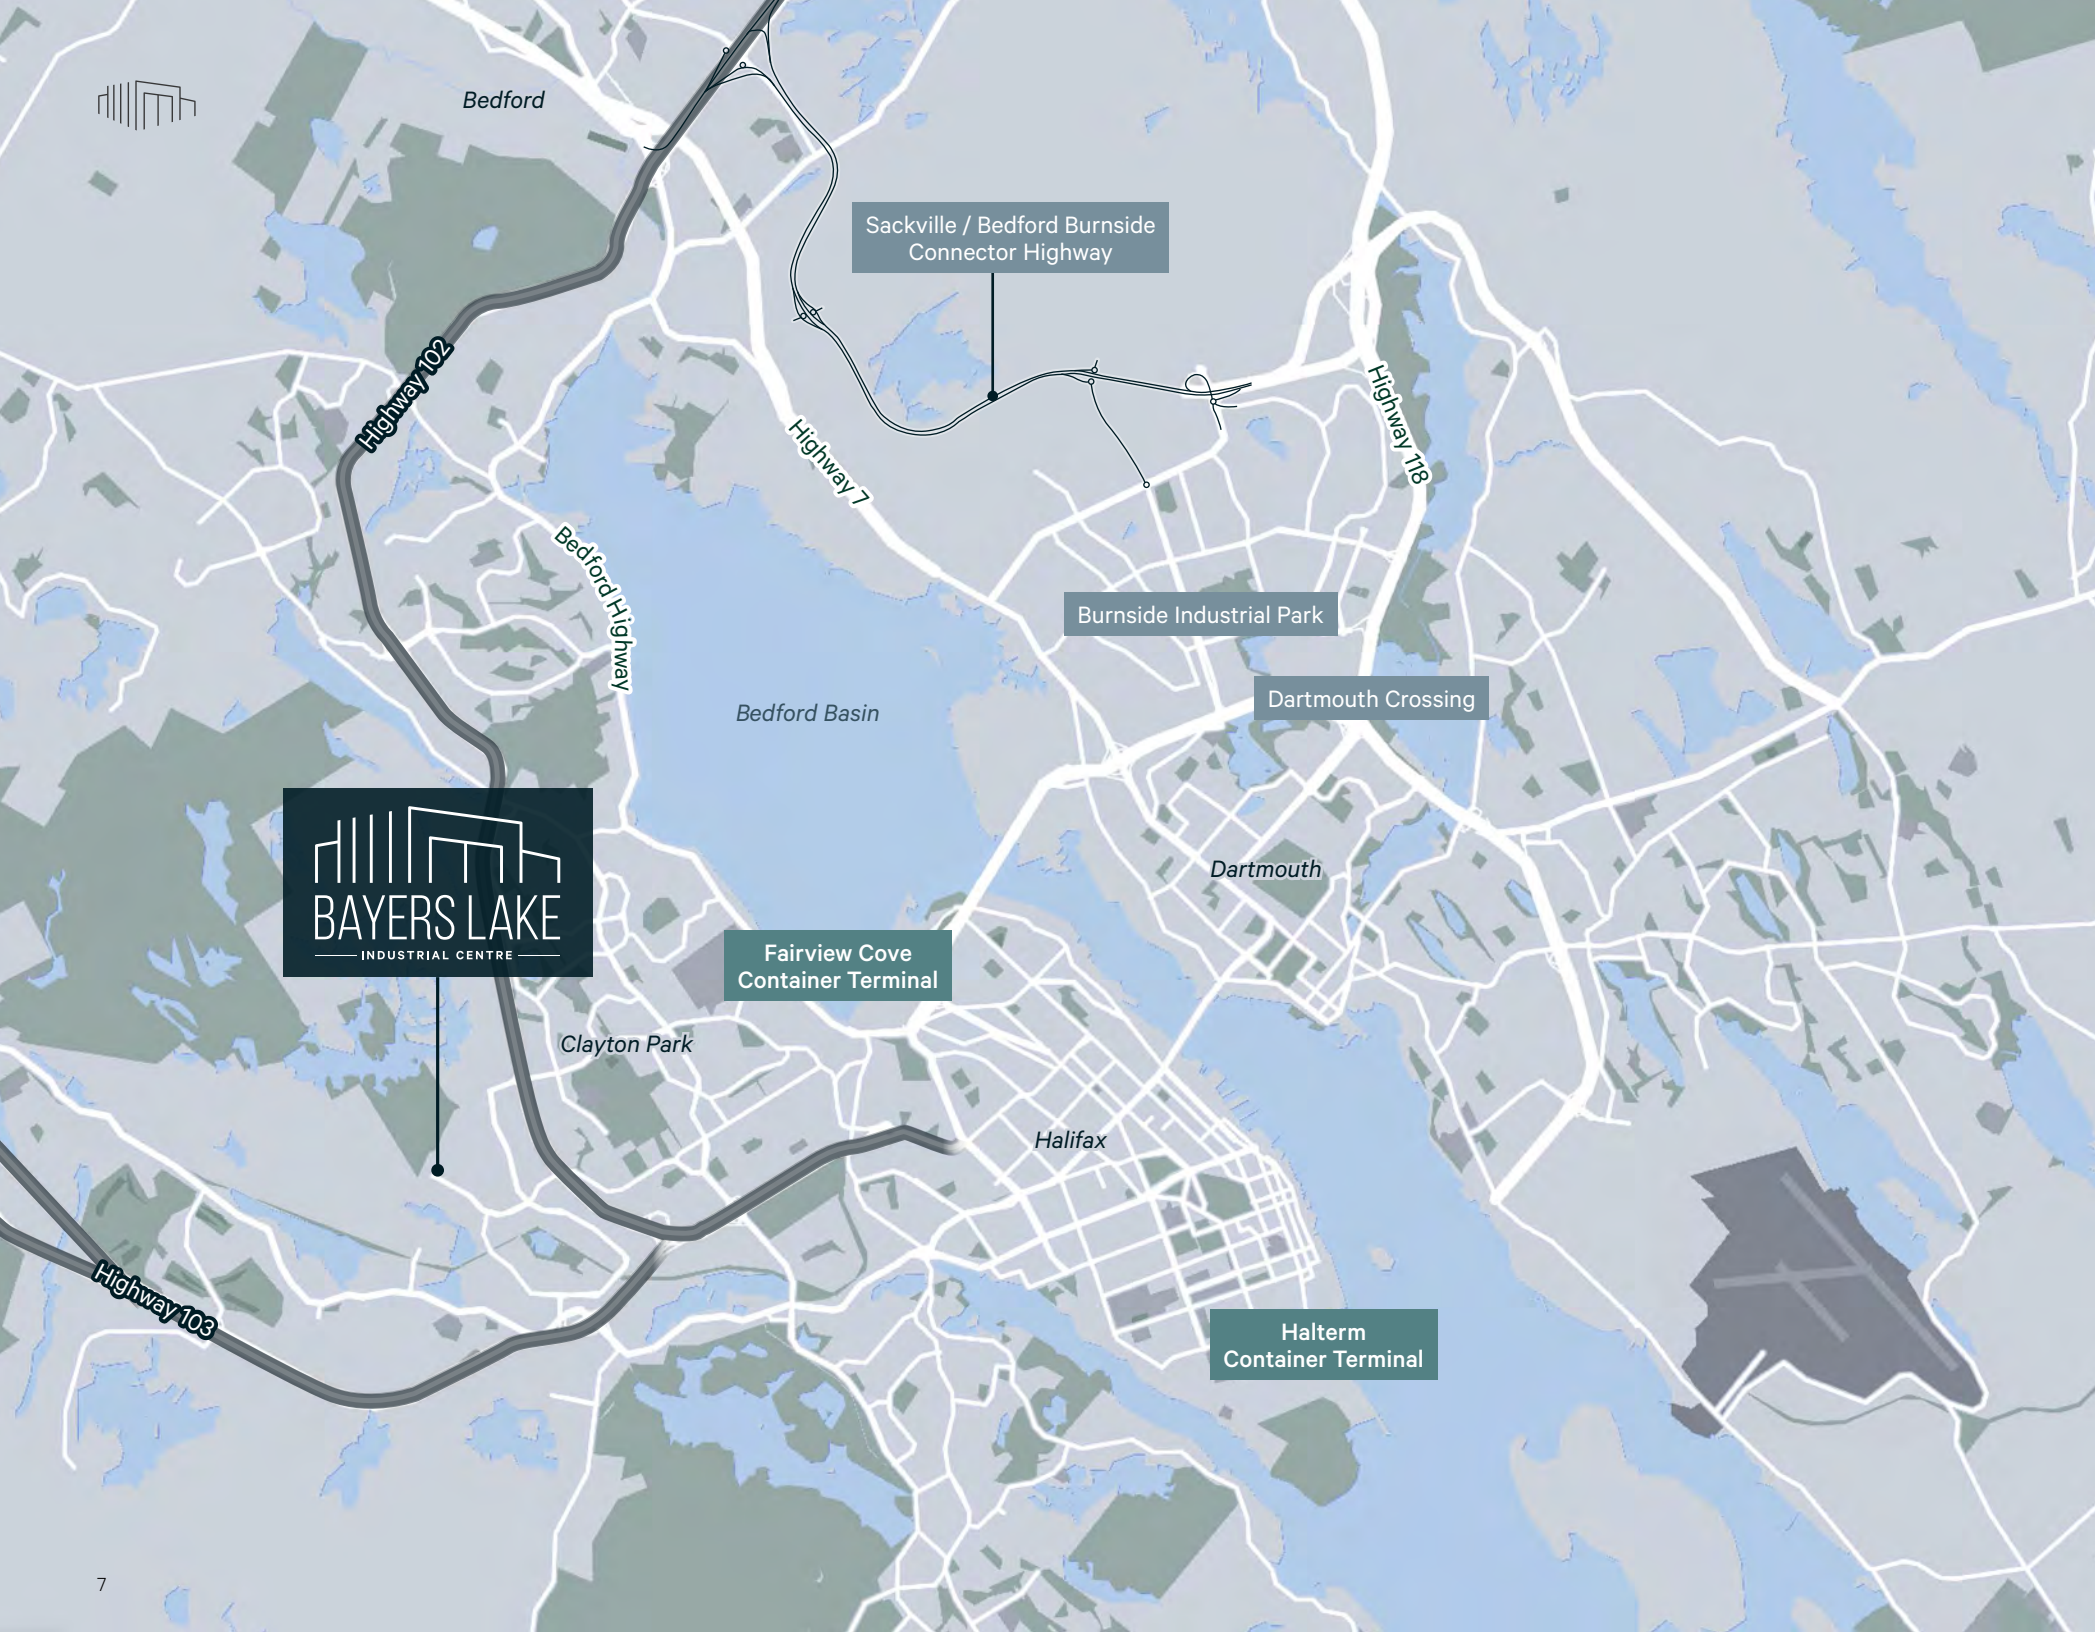 Bedford
Sackville / Bedford Burnside
Connector Highway
Highway 102
Highway 7
Highway 118
Bedford Highway
Burnside Industrial Park
Dartmouth Crossing
Bedford Basin
BAYERS LAKE
INDUSTRIAL CENTRE
Dartmouth
Fairview Cove
Container Terminal
Clayton Park
Halifax
Highway 103
Halterm
Container Terminal
7